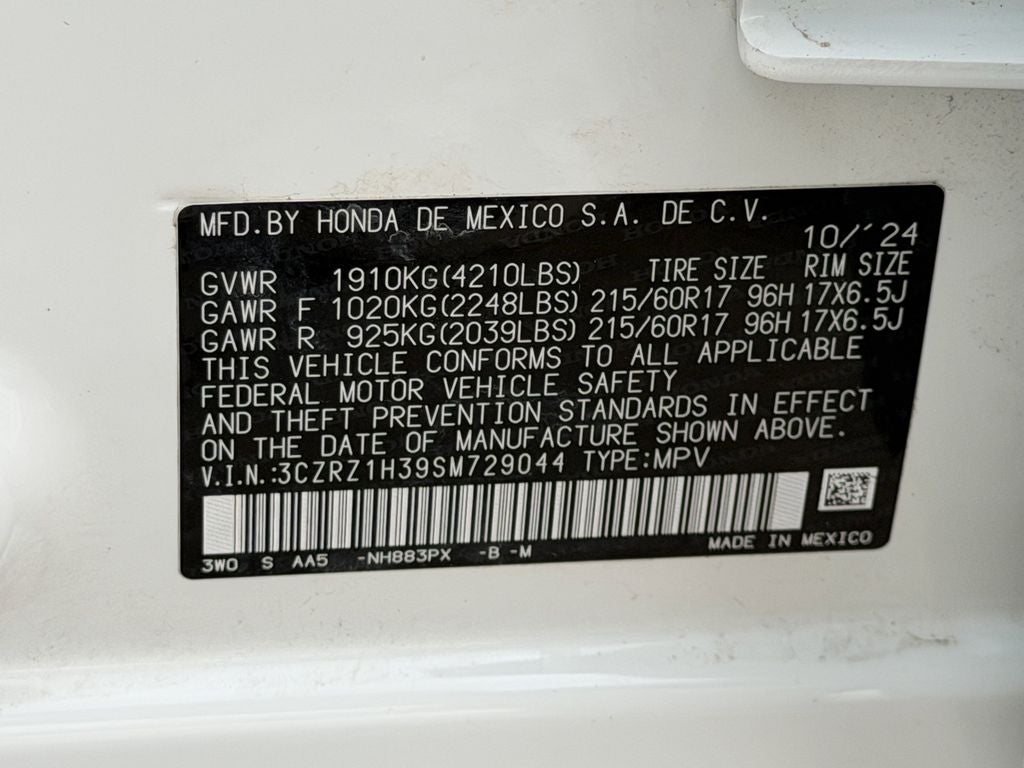 MFD.BY HONDA DE MEXICO S.A. DE C.V.
10/´24
GVWR 1910KG(4210LBS) TIRE SIZE RIM SIZE
GAWR F 1020KG(2248LBS) 215/60R17 96H 17X6.5J
GAWR R 925KG(2039LBS) 215/60R17 96H 17X6.5J
THIS VEHICLE CONFORMS TO ALL APPLICABLE
FEDERAL MOTOR VEHICLE SAFETY
AND THEFT PREVENTION STANDARDS IN EFFECT
ON THE DATE OF MANUFACTURE SHOWN ABOVE.
V.I.N.:3CZRZ1H39SM729044 TYPE:MPV
3W0 S AA5 -NH883PX -B -M MADE IN MEXICO